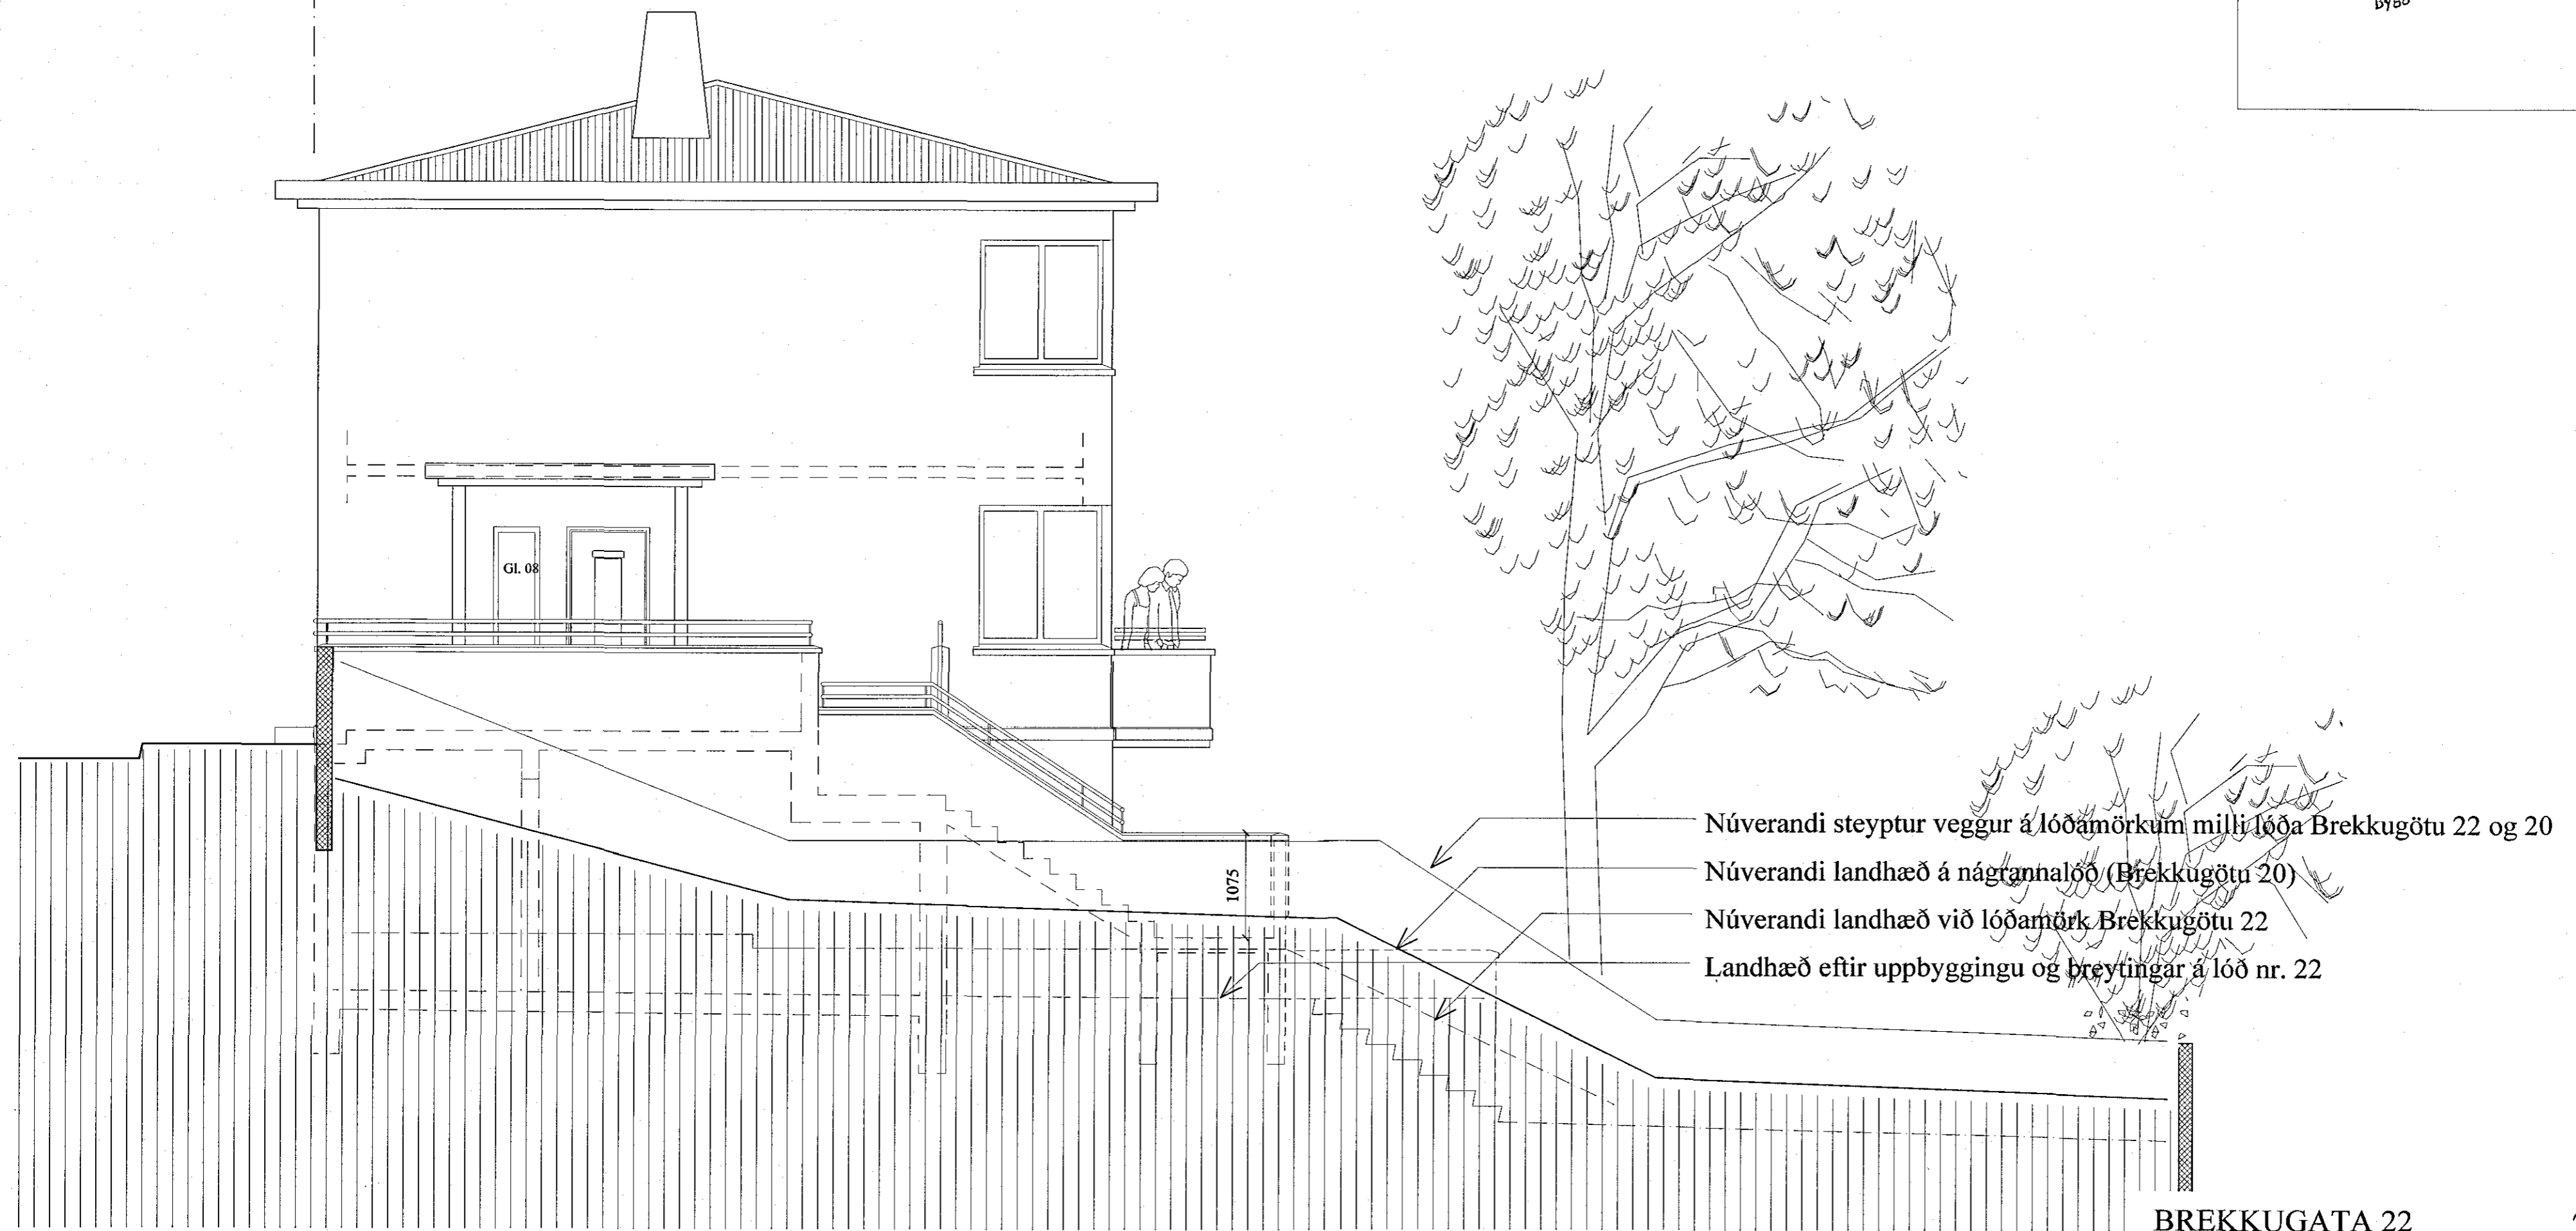 Gl. 08
1075
Núverandi steyptur veggur á lóðamörkum milli lóða Brekkugötu 22 og 20
Núverandi landhæð á nágrannalóð (Brekkugötu 20)
Núverandi landhæð við lóðamörk Brekkugötu 22
Landhæð eftir uppbyggingu og breytingar á lóð nr. 22
BREKKUGATA 22